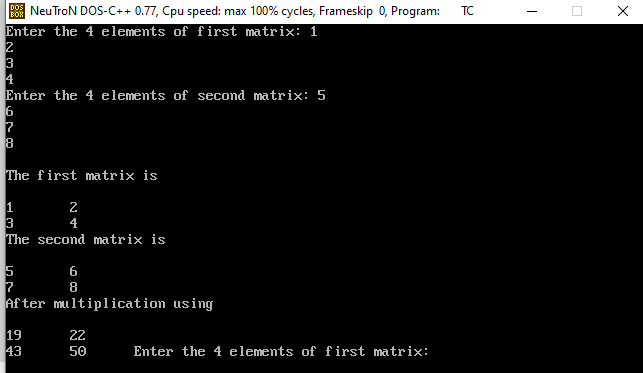 DOS BOX NeuTroN DOS-C++ 0.77, Cpu speed: max 100% cycles, Frameskip 0, Program: TC
Enter the 4 elements of first matrix: 1
2
3
4
Enter the 4 elements of second matrix: 5
6
7
8
The first matrix is
1 2
3 4
The second matrix is
5 6
7 8
After multiplication using
19 22
43 50 Enter the 4 elements of first matrix: